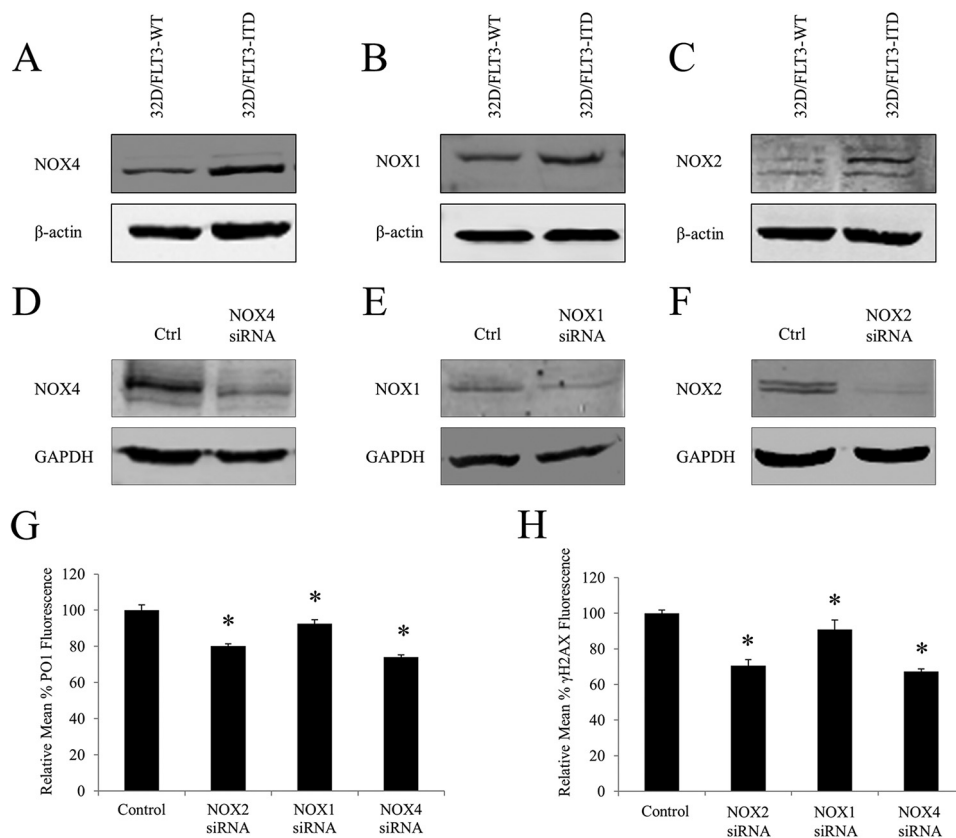 A
32D/FLT3-WT
32D/FLT3-ITD
NOX4
β-actin
B
32D/FLT3-WT
32D/FLT3-ITD
NOX1
β-actin
C
32D/FLT3-WT
32D/FLT3-ITD
NOX2
β-actin
D
Ctrl
NOX4
siRNA
NOX4
GAPDH
E
Ctrl
NOX1
siRNA
NOX1
GAPDH
F
Ctrl
NOX2
siRNA
NOX2
GAPDH
G
Relative Mean % PO1 Fluorescence
120
100
80
60
40
20
0
*
*
*
Control
NOX2
siRNA
NOX1
siRNA
NOX4
siRNA
H
Relative Mean % γH2AX Fluorescence
120
100
80
60
40
20
0
*
*
*
Control
NOX2
siRNA
NOX1
siRNA
NOX4
siRNA